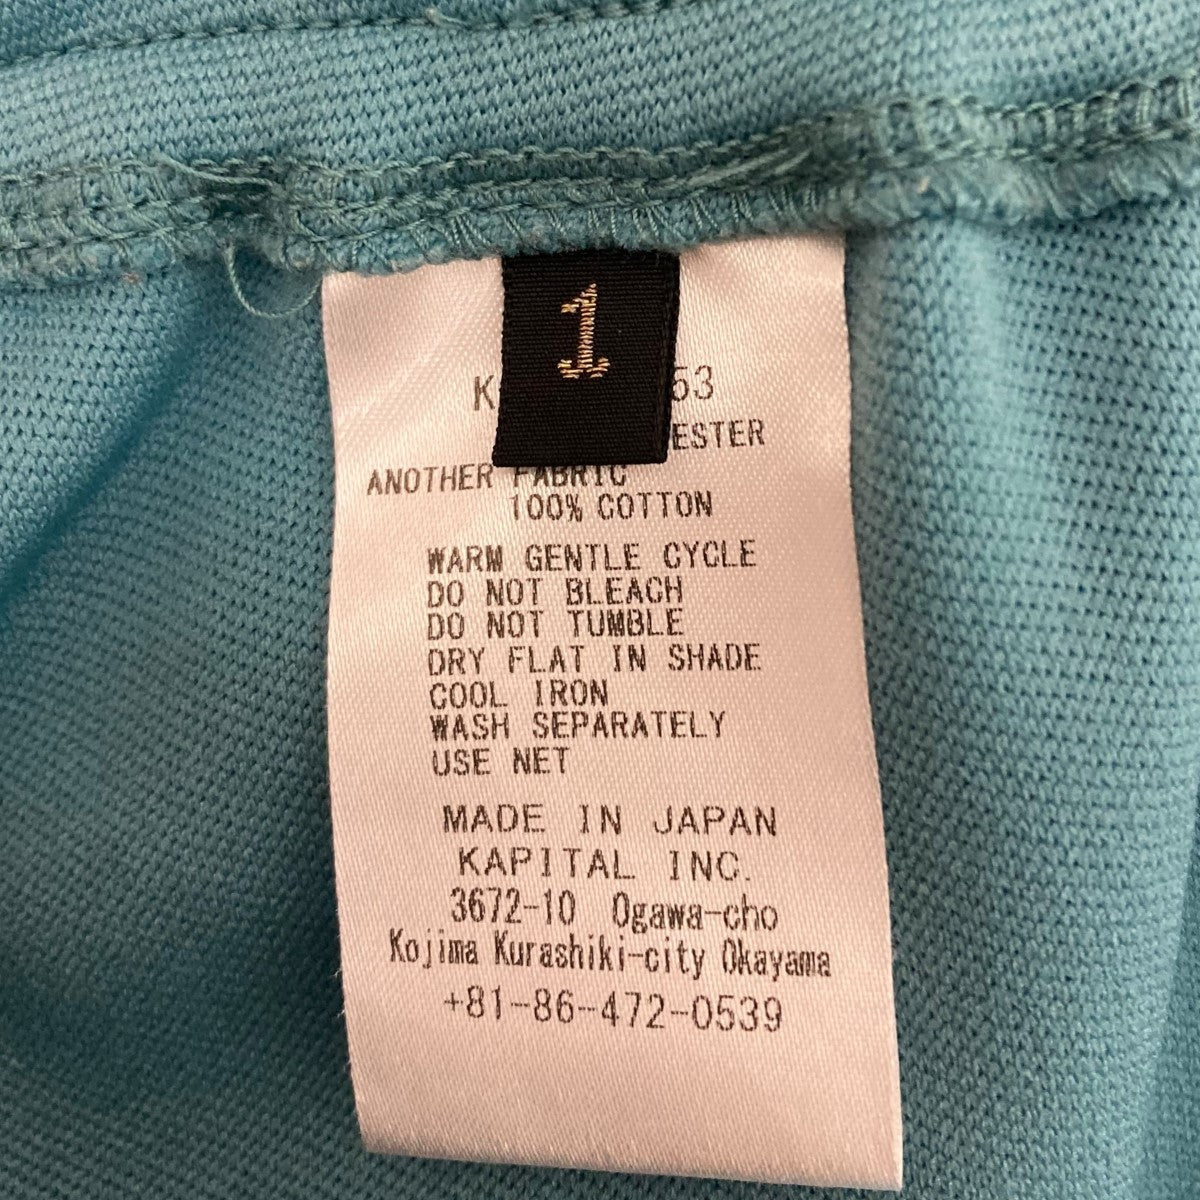 1
K 53
ESTER
ANOTHER FABRIC
100% COTTON
WARM GENTLE CYCLE
DO NOT BLEACH
DO NOT TUMBLE
DRY FLAT IN SHADE
COOL IRON
WASH SEPARATELY
USE NET
MADE IN JAPAN
KAPITAL INC.
3672-10 Ogawa-cho
Kojima Kurashiki-city Okayama
+81-86-472-0539